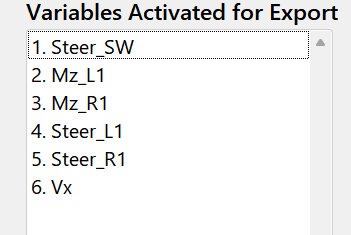 Variables Activated for Export
1. Steer_SW
2. Mz_L1
3. Mz_R1
4. Steer_L1
5. Steer_R1
6. Vx